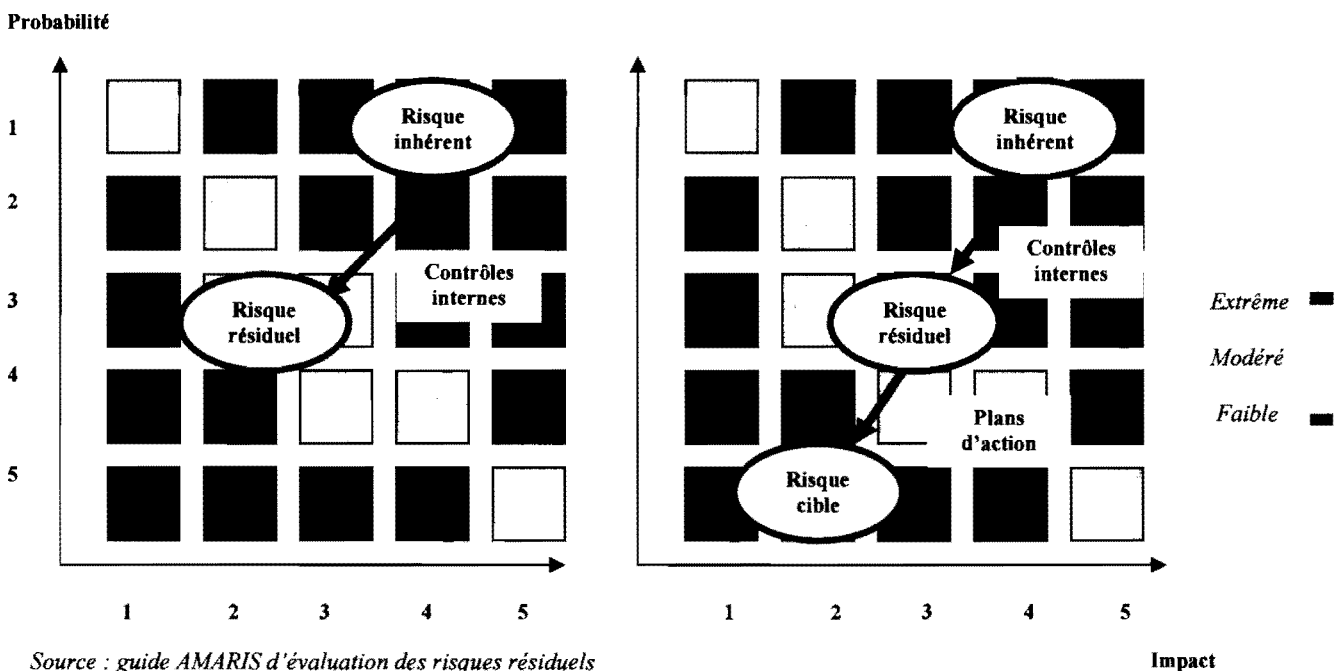 Probabilité
1
2
3
4
5
Risque
inhérent
Contrôles
internes
Risque
résiduel
1 2 3 4 5
Risque
inhérent
Contrôles
internes
Risque
résiduel
Plans
d'action
Risque
cible
1 2 3 4 5
Extrême
Modéré
Faible
Source : guide AMARIS d'évaluation des risques résiduels
Impact